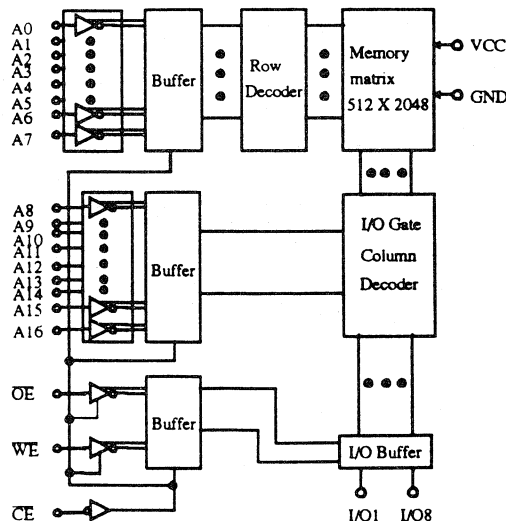 A0
A1
A2
A3
A4
A5
A6
A7
Buffer
Row
Decoder
Memory
matrix
512 X 2048
VCC
GND
A8
A9
A10
A11
A12
A13
A14
A15
A16
Buffer
I/O Gate
Column
Decoder
OE
WE
CE
Buffer
I/O Buffer
I/O1 I/O8